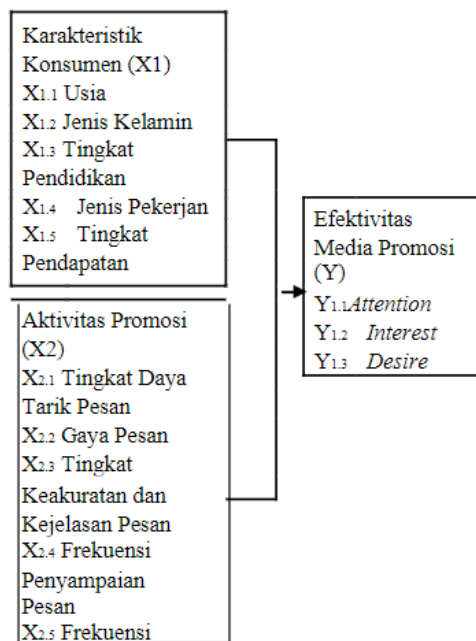 Karakteristik
Konsumen (X1)
X1.1 Usia
X1.2 Jenis Kelamin
X1.3 Tingkat
Pendidikan
X1.4 Jenis Pekerjan
X1.5 Tingkat
Pendapatan
Aktivitas Promosi
(X2)
X2.1 Tingkat Daya
Tarik Pesan
X2.2 Gaya Pesan
X2.3 Tingkat
Keakuratan dan
Kejelasan Pesan
X2.4 Frekuensi
Penyampaian
Pesan
X2.5 Frekuensi
Efektivitas
Media Promosi
(Y)
Y1.1Attention
Y1.2 Interest
Y1.3 Desire